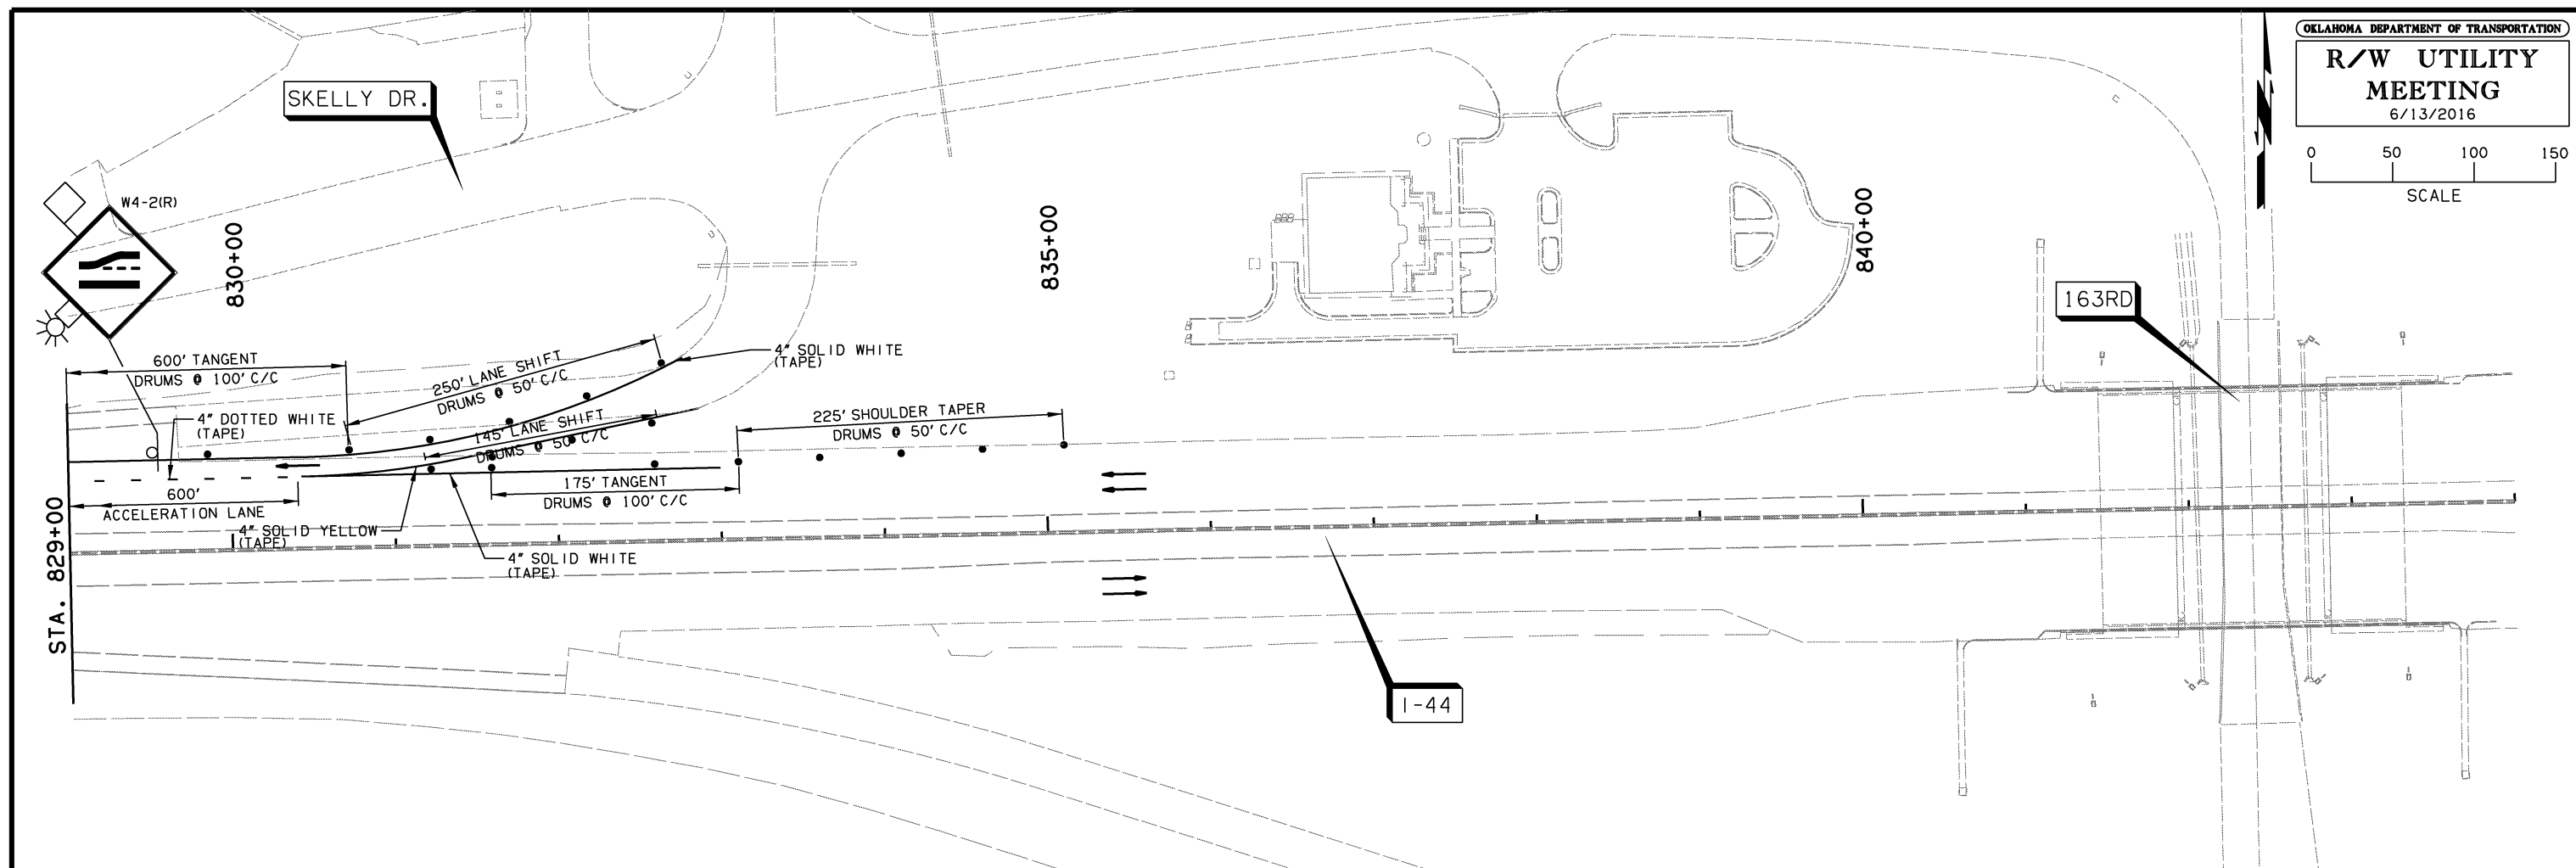 OKLAHOMA DEPARTMENT OF TRANSPORTATION
R/W UTILITY
MEETING
6/13/2016
0 50 100 150
SCALE
SKELLY DR.
W4-2(R)
830+00
835+00
840+00
163RD
600' TANGENT
DRUMS @ 100' C/C
250' LANE SHIFT
DRUMS @ 50' C/C
4" SOLID WHITE
(TAPE)
4" DOTTED WHITE
(TAPE)
145' LANE SHIFT
DRUMS @ 50' C/C
225' SHOULDER TAPER
DRUMS @ 50' C/C
600'
ACCELERATION LANE
175' TANGENT
DRUMS @ 100' C/C
4" SOLID YELLOW
(TAPE)
4" SOLID WHITE
(TAPE)
STA. 829+00
I-44